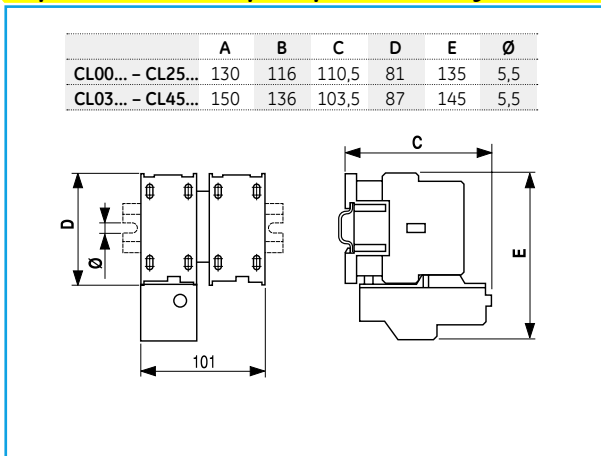 A B C D E Ø
CL00... – CL25... 130 116 110,5 81 135 5,5
CL03... – CL45... 150 136 103,5 87 145 5,5
C
D
Ø
E
101